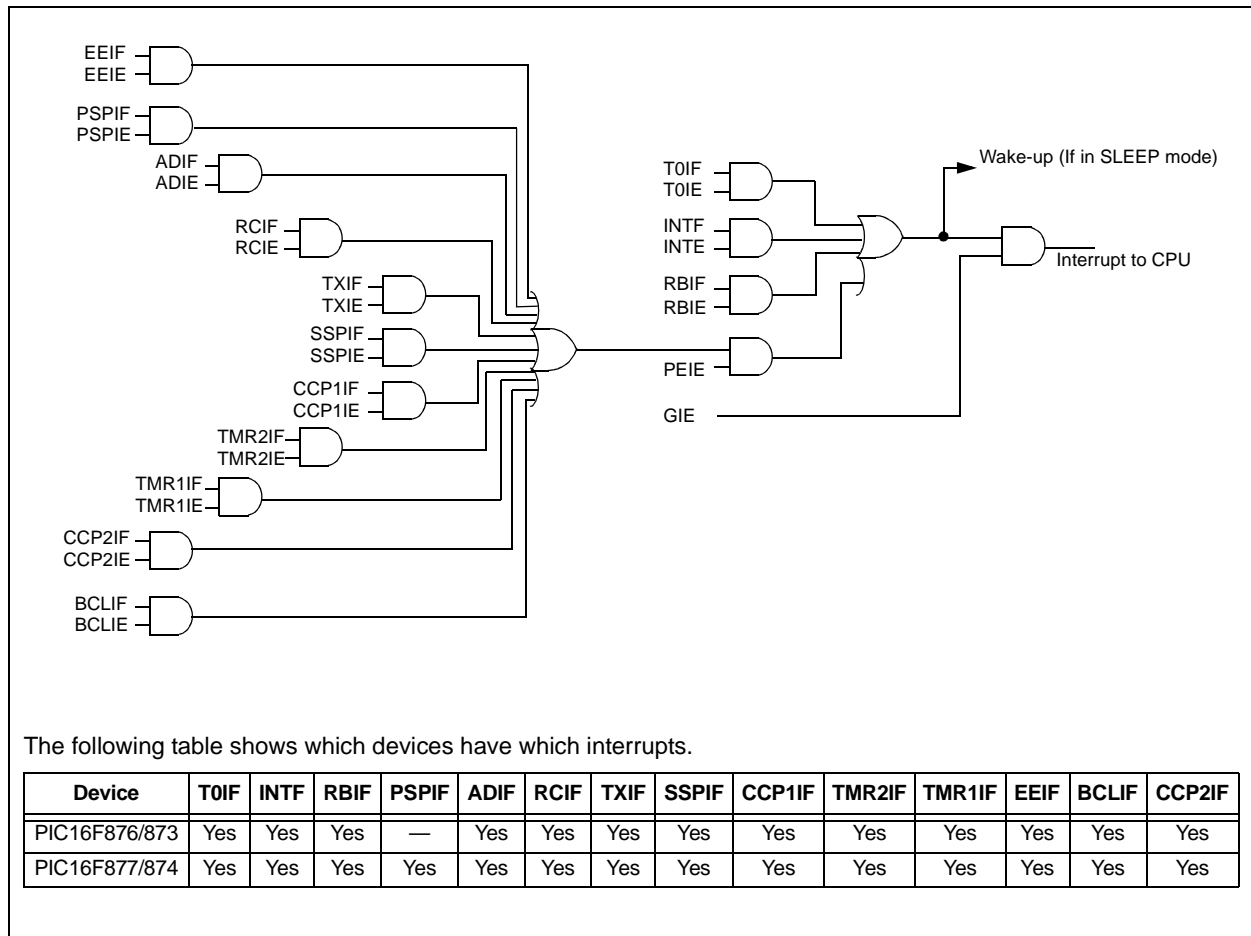 EEIF
EEIE
PSPIF
PSPIE
ADIF
ADIE
RCIF
RCIE
TXIF
TXIE
SSPIF
SSPIE
CCP1IF
CCP1IE
TMR2IF
TMR2IE
TMR1IF
TMR1IE
CCP2IF
CCP2IE
BCLIF
BCLIE
T0IF
T0IE
INTF
INTE
RBIF
RBIE
PEIE
GIE
Wake-up (If in SLEEP mode)
Interrupt to CPU
The following table shows which devices have which interrupts.
Device T0IF INTF RBIF PSPIF ADIF RCIF TXIF SSPIF CCP1IF TMR2IF TMR1IF EEIF BCLIF CCP2IF
PIC16F876/873 Yes Yes Yes — Yes Yes Yes Yes Yes Yes Yes Yes Yes Yes
PIC16F877/874 Yes Yes Yes Yes Yes Yes Yes Yes Yes Yes Yes Yes Yes Yes